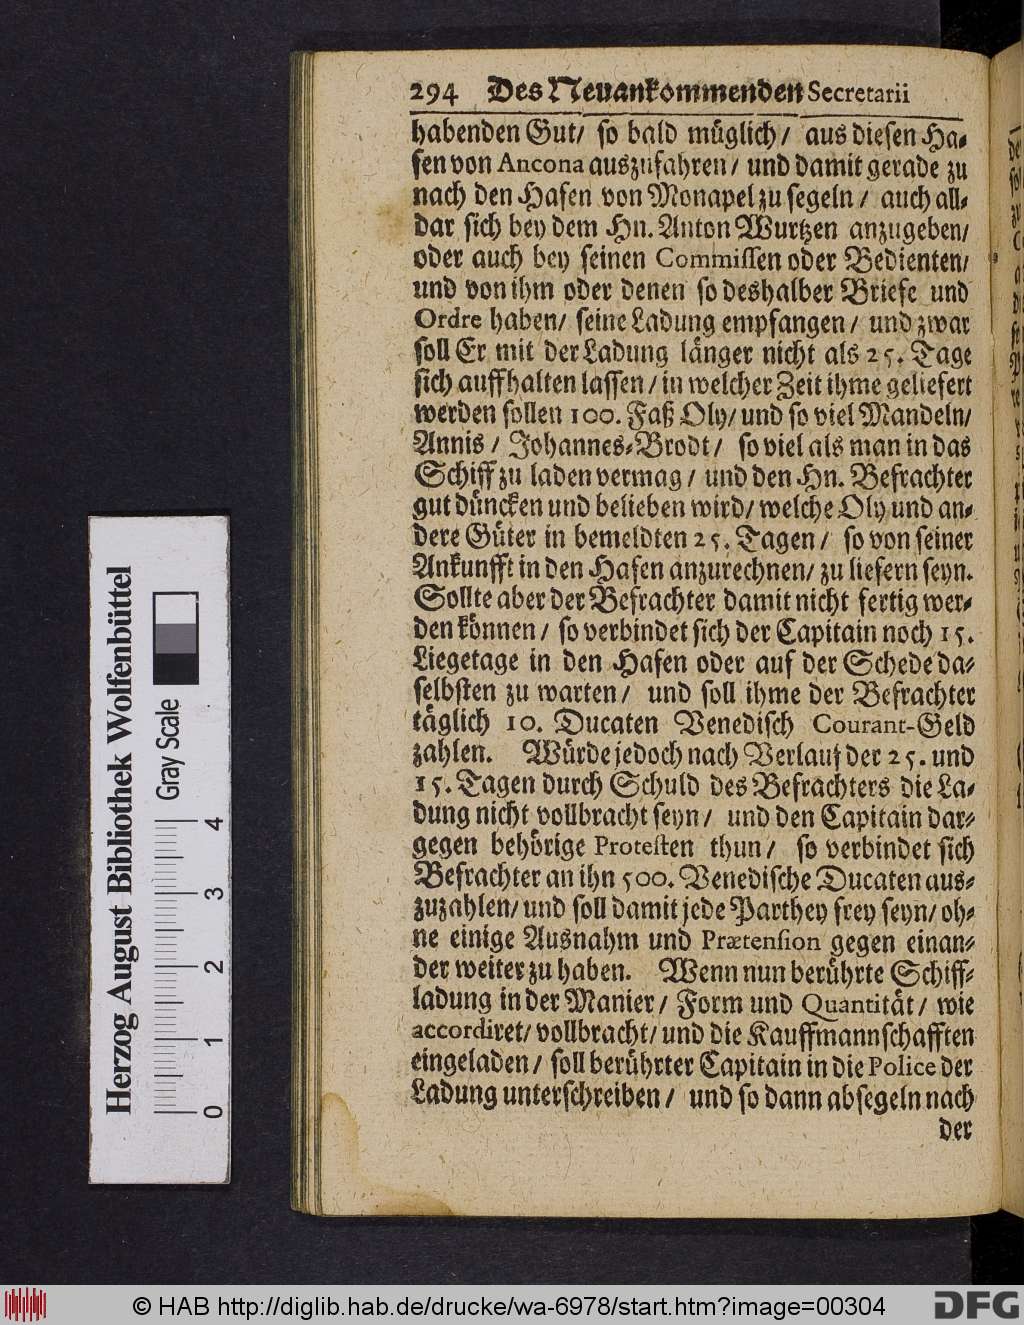 294 Des Neuankommenden Secretarii
habenden Gut/ so bald müglich/ aus diesen Ha-
fen von Ancona auszufahren/ und damit gerade zu
nach den Hafen von Monapel zu segeln/ auch all-
dar sich bey dem Hn. Anton Wurtzen anzugeben/
oder auch bey seinen Commissen oder Bedienten/
und von ihm oder denen so deshalber Briefe und
Ordre haben/ seine Ladung empfangen/ und zwar
soll Er mit der Ladung länger nicht als 25. Tage
sich auffhalten lassen/ in welcher Zeit ihme geliefert
werden sollen 100. Faß Oly/ und so viel Mandeln/
Annis/ Johannes-Brodt/ so viel als man in das
Schiff zu laden vermag/ und den Hn. Befrachter
gut düncken und belieben wird/ welche Oly und an-
dere Güter in bemeldten 25. Tagen/ so von seiner
Ankunfft in den Hafen anzurechnen/ zu liefern seyn.
Sollte aber der Befrachter damit nicht fertig wer-
den können/ so verbindet sich der Capitain noch 15.
Liegetage in den Hafen oder auf der Schede da-
selbsten zu warten/ und soll ihme der Befrachter
täglich 10. Ducaten Venedisch Courant-Geld
zahlen. Würde jedoch nach Verlauf der 25. und
15. Tagen durch Schuld des Befrachters die La-
dung nicht vollbracht seyn/ und den Capitain dar-
gegen behörige Protesten thun/ so verbindet sich
Befrachter an ihn 500. Venedische Ducaten aus-
zuzahlen/ und soll damit jede Parthey frey seyn/ oh-
ne einige Ausnahm und Prætension gegen einan-
der weiter zu haben. Wenn nun berührte Schiff-
ladung in der Manier/ Form und Quantität/ wie
accordiret/ vollbracht/ und die Kauffmannschafften
eingeladen/ soll berührter Capitain in die Police der
Ladung unterschreiben/ und so dann absegeln nach
der
Herzog August Bibliothek Wolfenbüttel
Gray Scale
0 1 2 3 4
© HAB http://diglib.hab.de/drucke/wa-6978/start.htm?image=00304
DFG